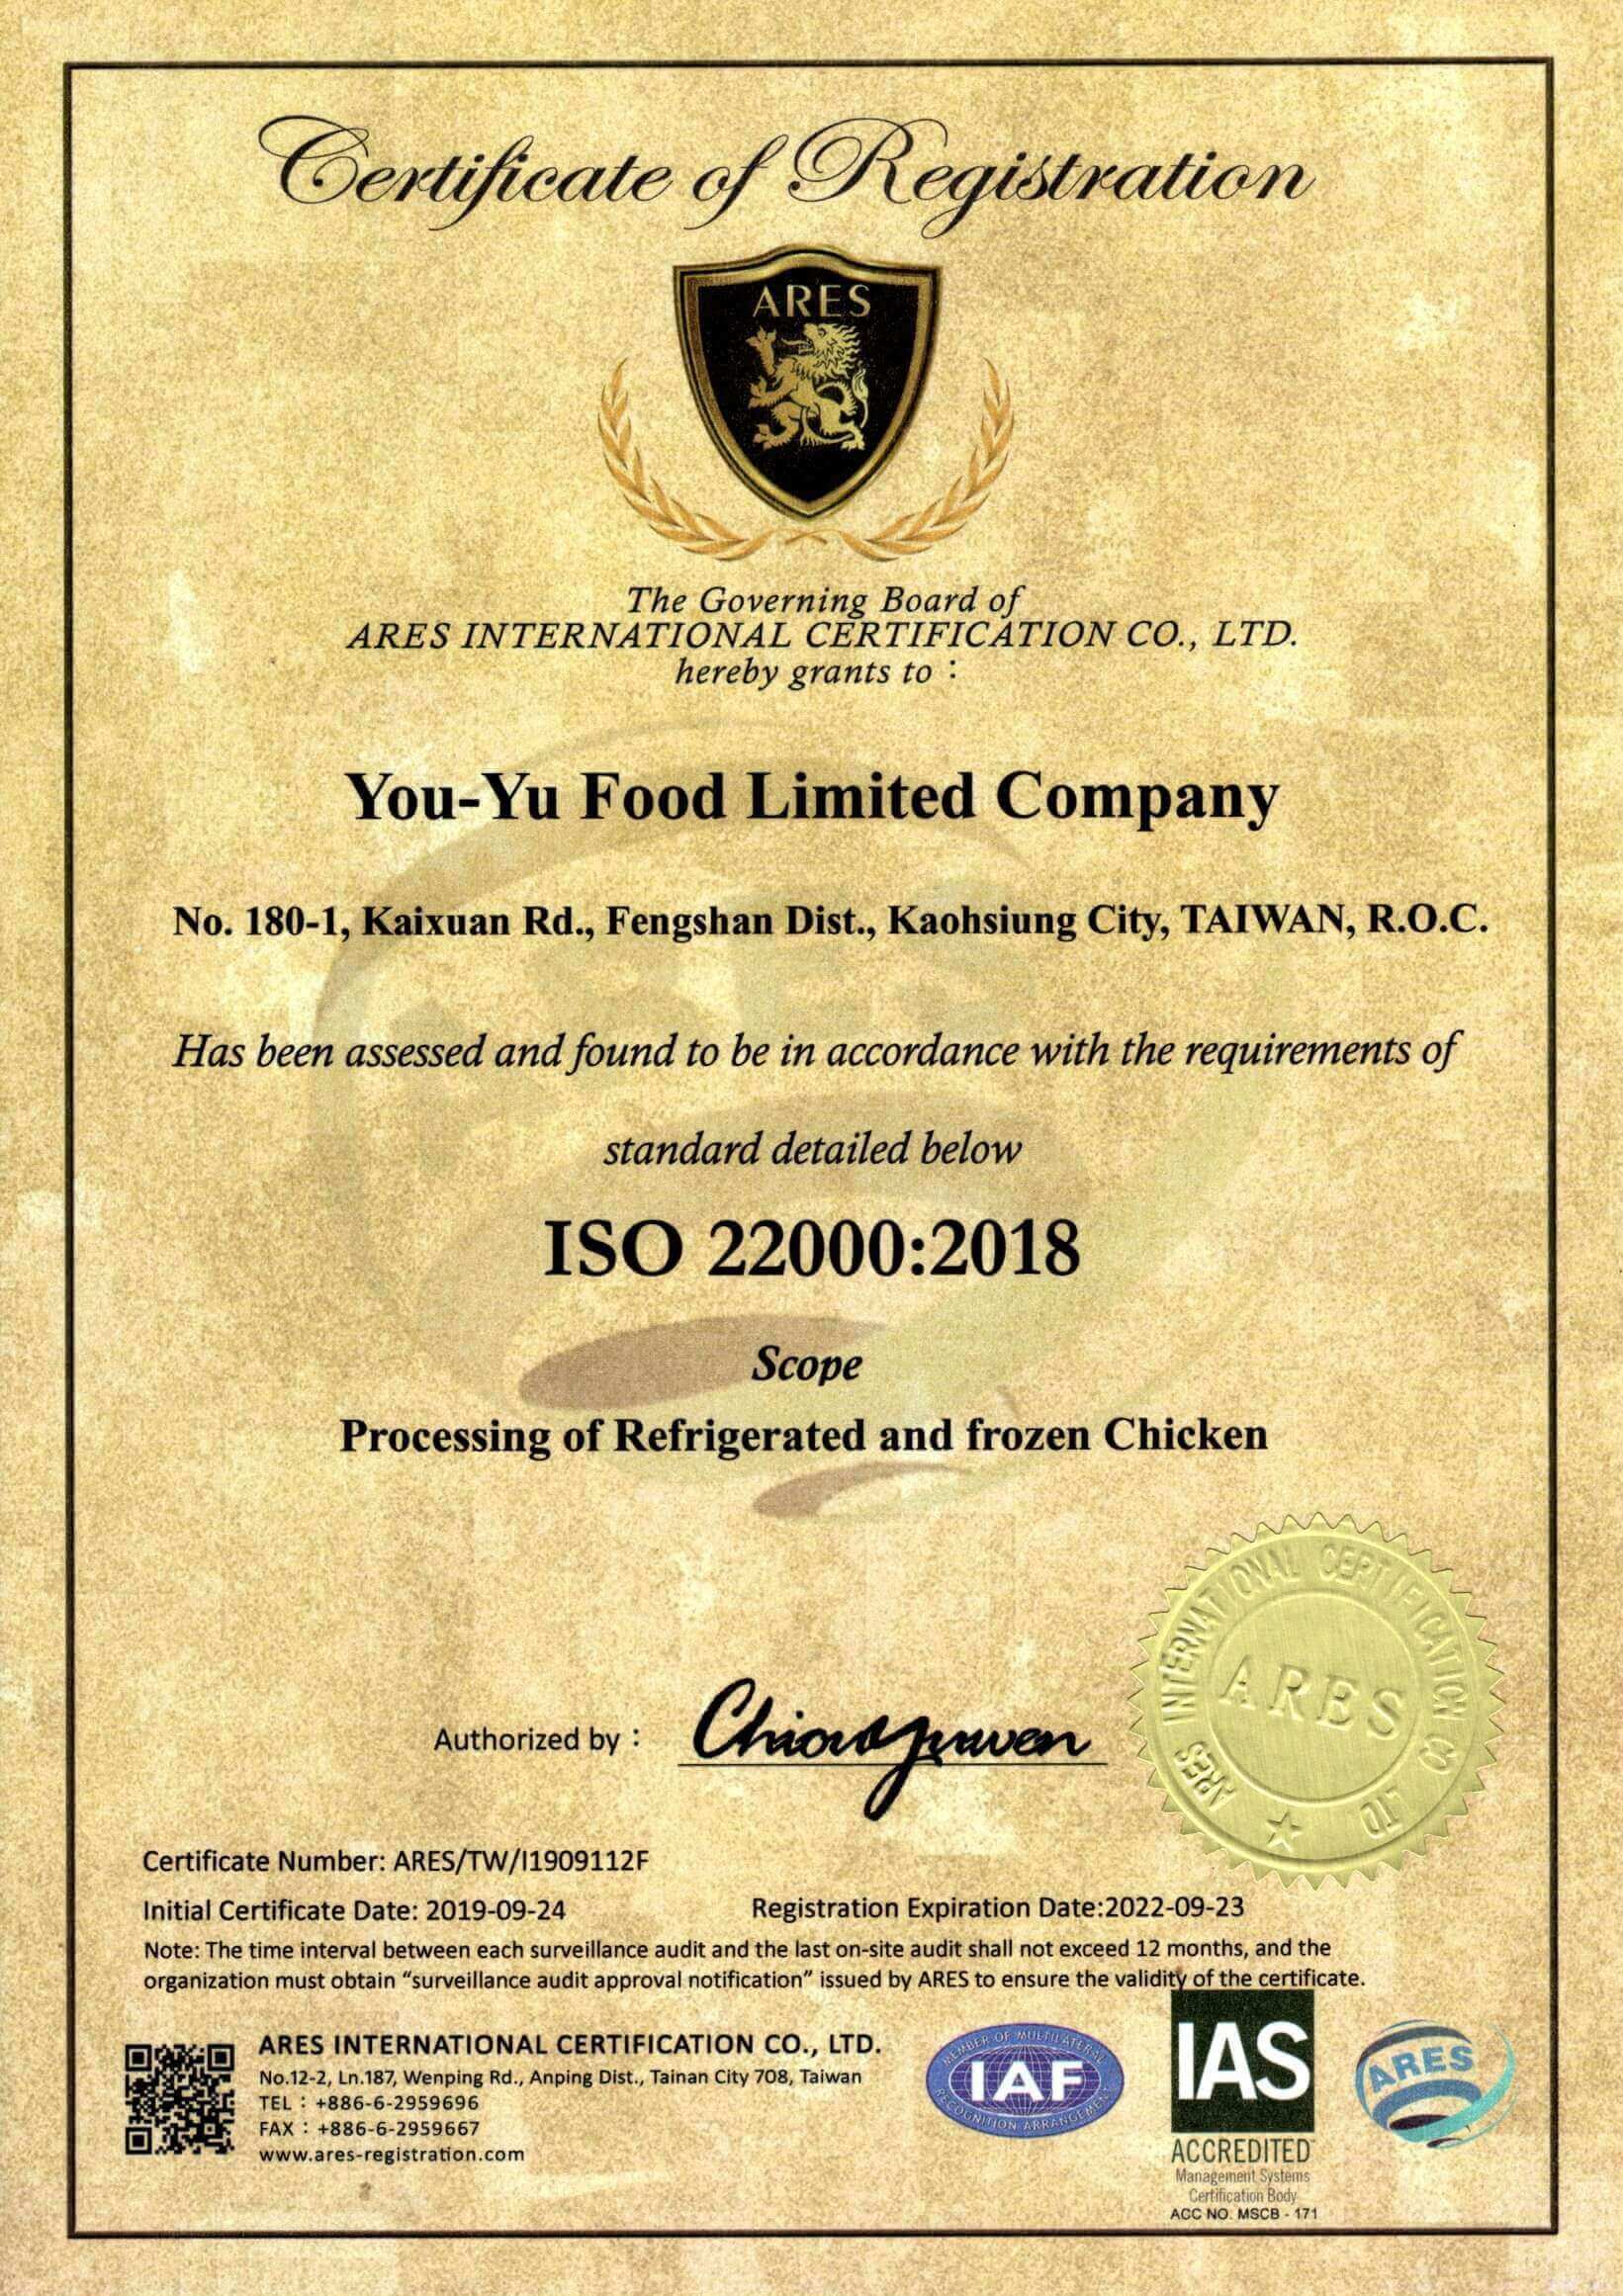 Certificate of Registration
ARES
The Governing Board of
ARES INTERNATIONAL CERTIFICATION CO., LTD.
hereby grants to：
You-Yu Food Limited Company
No. 180-1, Kaixuan Rd., Fengshan Dist., Kaohsiung City, TAIWAN, R.O.C.
Has been assessed and found to be in accordance with the requirements of
standard detailed below
ISO 22000:2018
Scope
Processing of Refrigerated and frozen Chicken
ARES INTERNATIONAL CERTIFICATION CO LTD
ARES
Authorized by：
Certificate Number: ARES/TW/I1909112F
Initial Certificate Date: 2019-09-24 Registration Expiration Date:2022-09-23
Note: The time interval between each surveillance audit and the last on-site audit shall not exceed 12 months, and the
organization must obtain “surveillance audit approval notification” issued by ARES to ensure the validity of the certificate.
ARES INTERNATIONAL CERTIFICATION CO., LTD.
No.12-2, Ln.187, Wenping Rd., Anping Dist., Tainan City 708, Taiwan
TEL：+886-6-2959696
FAX：+886-6-2959667
www.ares-registration.com
MEMBER OF MULTILATERAL
IAF
RECOGNITION ARRANGEMENT
IAS
ACCREDITED
Management Systems
Certification Body
ACC NO. MSCB - 171
ARES